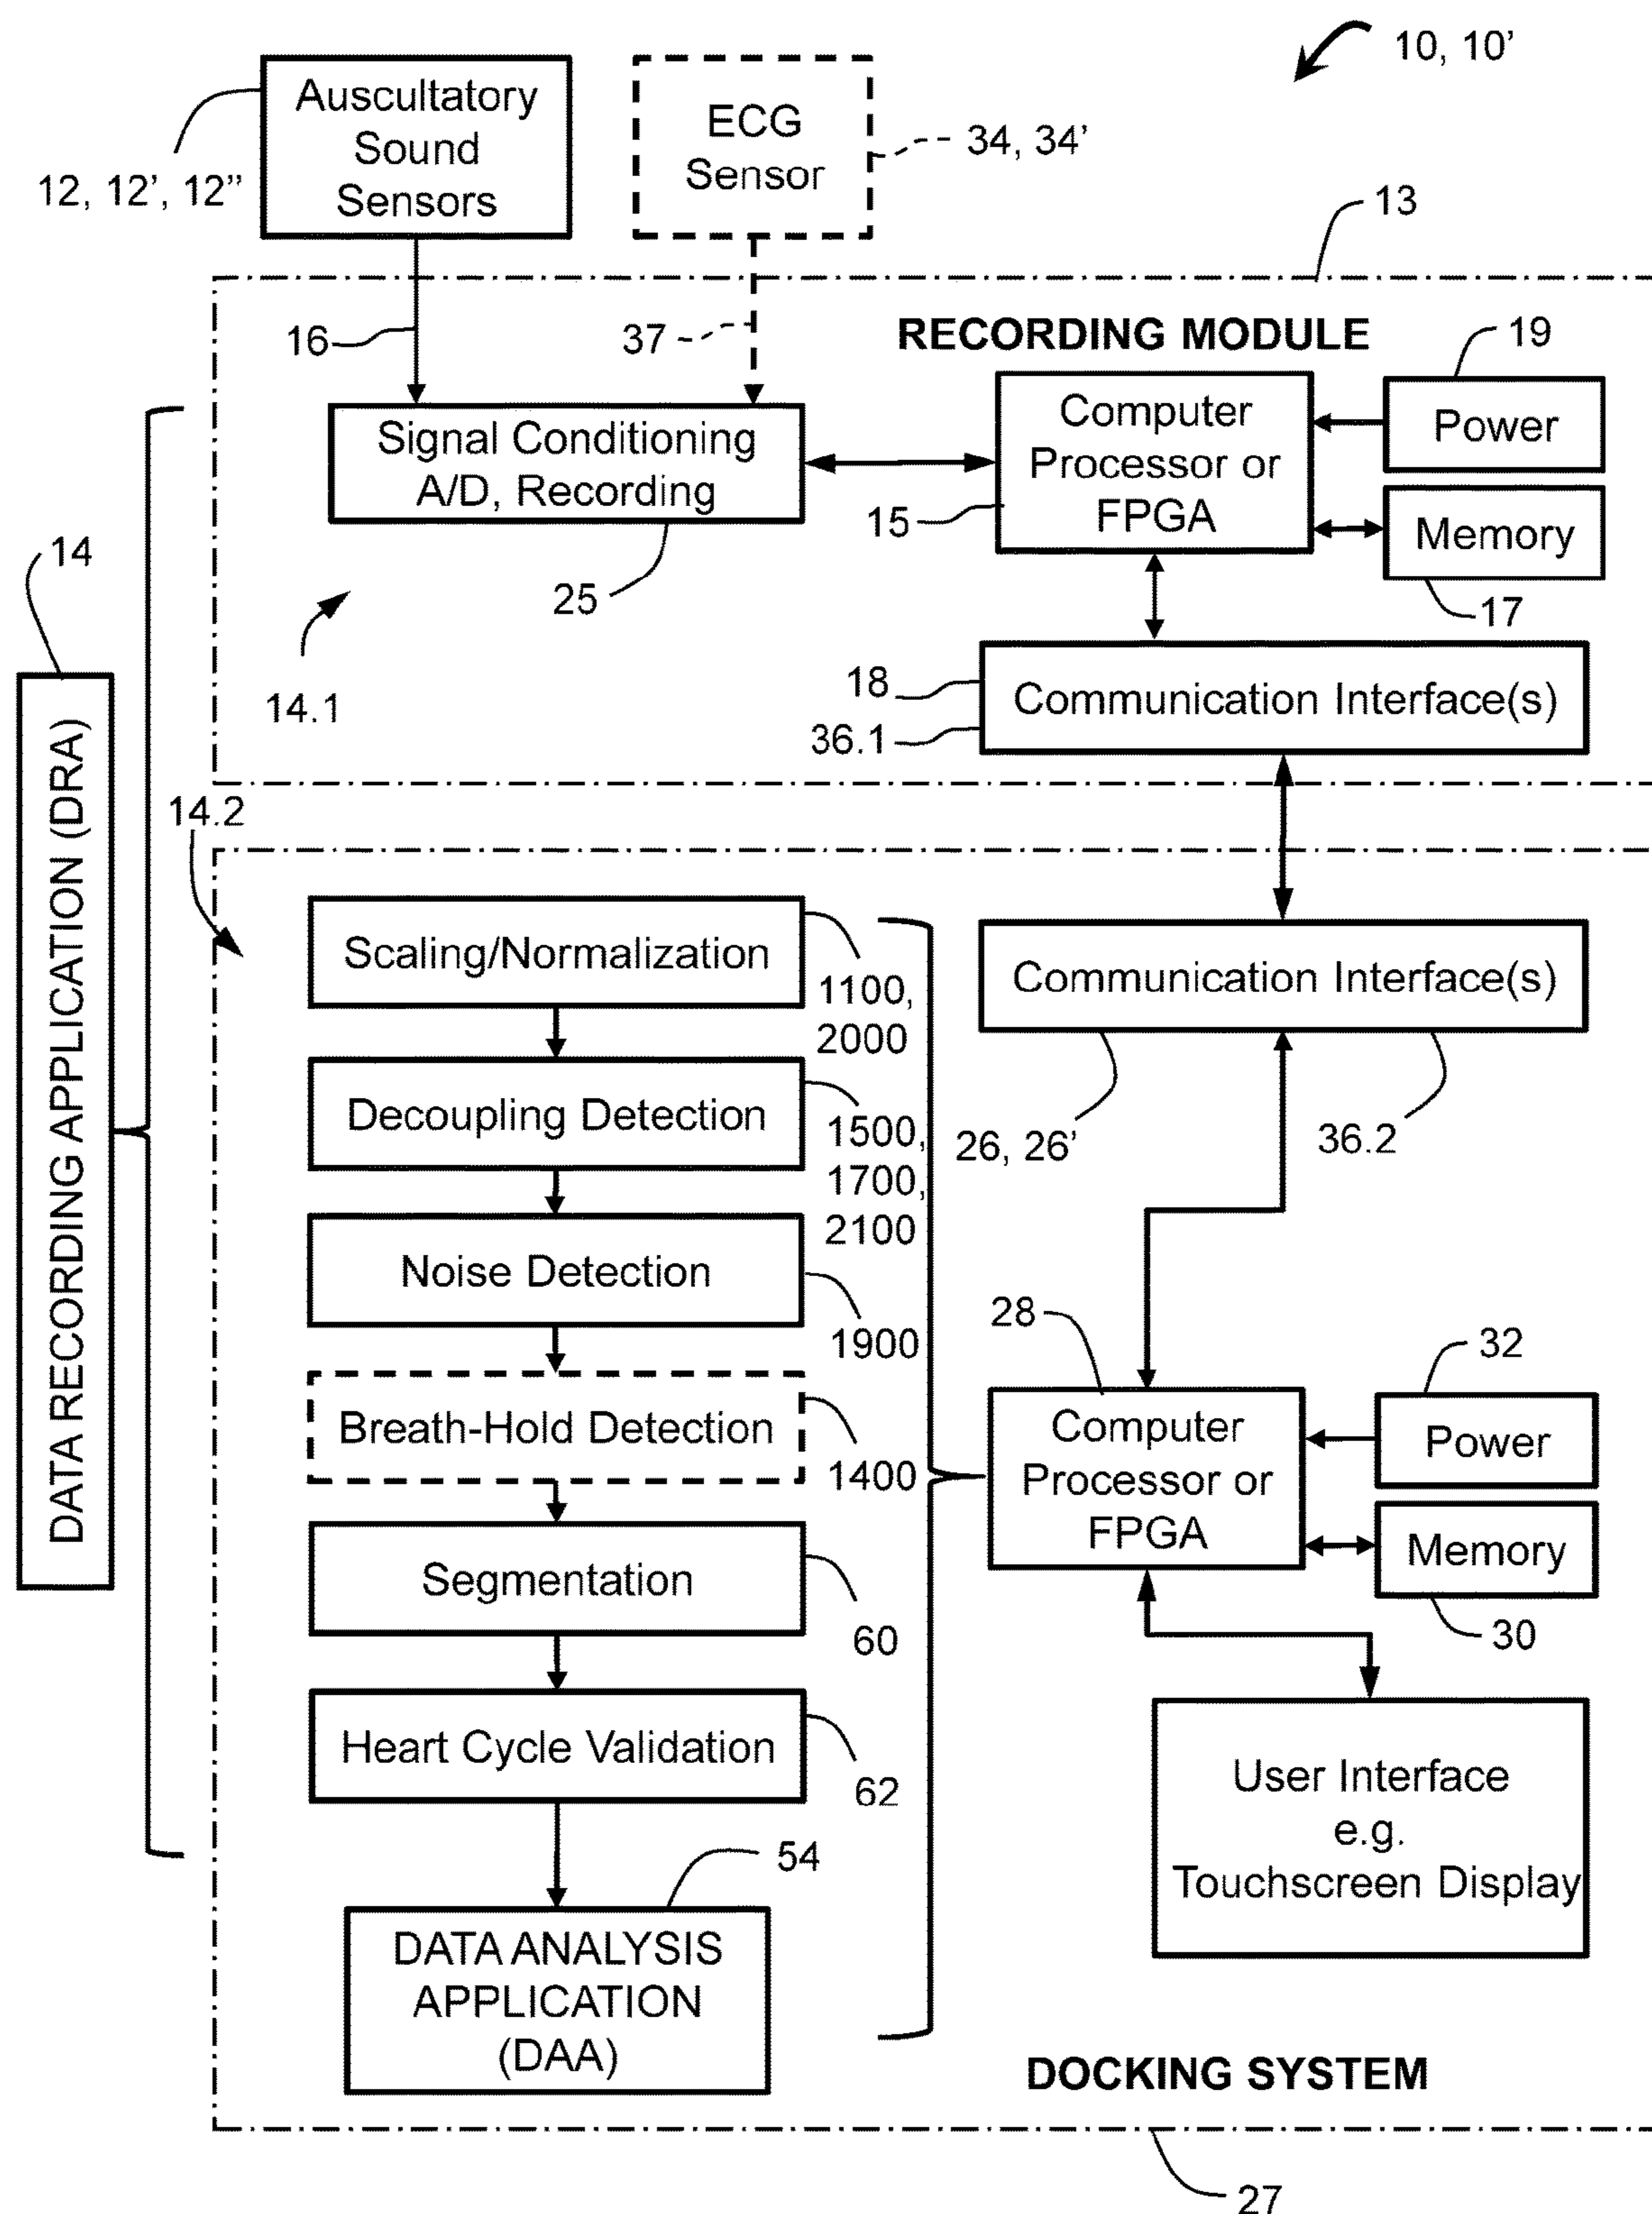 10, 10'
Auscultatory
Sound
Sensors
12, 12', 12"
ECG
Sensor
34, 34'
13
16
37
RECORDING MODULE
19
Signal Conditioning
A/D, Recording
Computer
Processor or
FPGA
Power
Memory
15
25
17
14
14.1
18
36.1
Communication Interface(s)
DATA RECORDING APPLICATION (DRA)
14.2
Scaling/Normalization
1100,
2000
Communication Interface(s)
26, 26'
36.2
Decoupling Detection
1500,
1700,
2100
Noise Detection
1900
28
32
Breath-Hold Detection
1400
Computer
Processor or
FPGA
Power
Memory
30
Segmentation
60
Heart Cycle Validation
62
User Interface
e.g.
Touchscreen Display
54
DATA ANALYSIS
APPLICATION
(DAA)
DOCKING SYSTEM
27